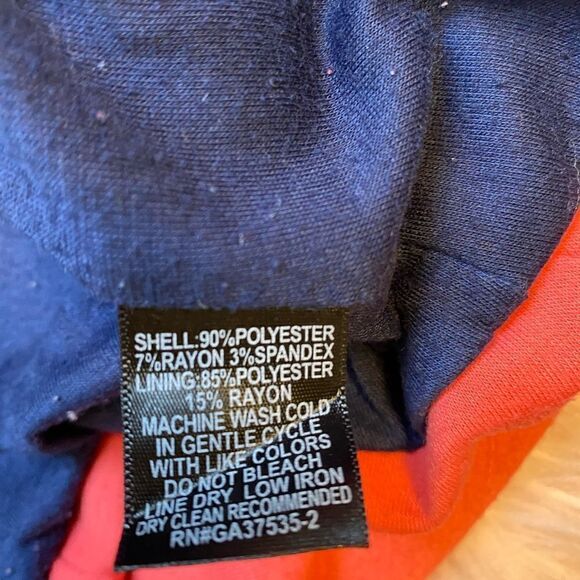 SHELL:90%POLYESTER
7%RAYON 3%SPANDEX
LINING:85%POLYESTER
15% RAYON
MACHINE WASH COLD
IN GENTLE CYCLE
WITH LIKE COLORS
DO NOT BLEACH
LINE DRY LOW IRON
DRY CLEAN RECOMMENDED
RN#GA37535-2